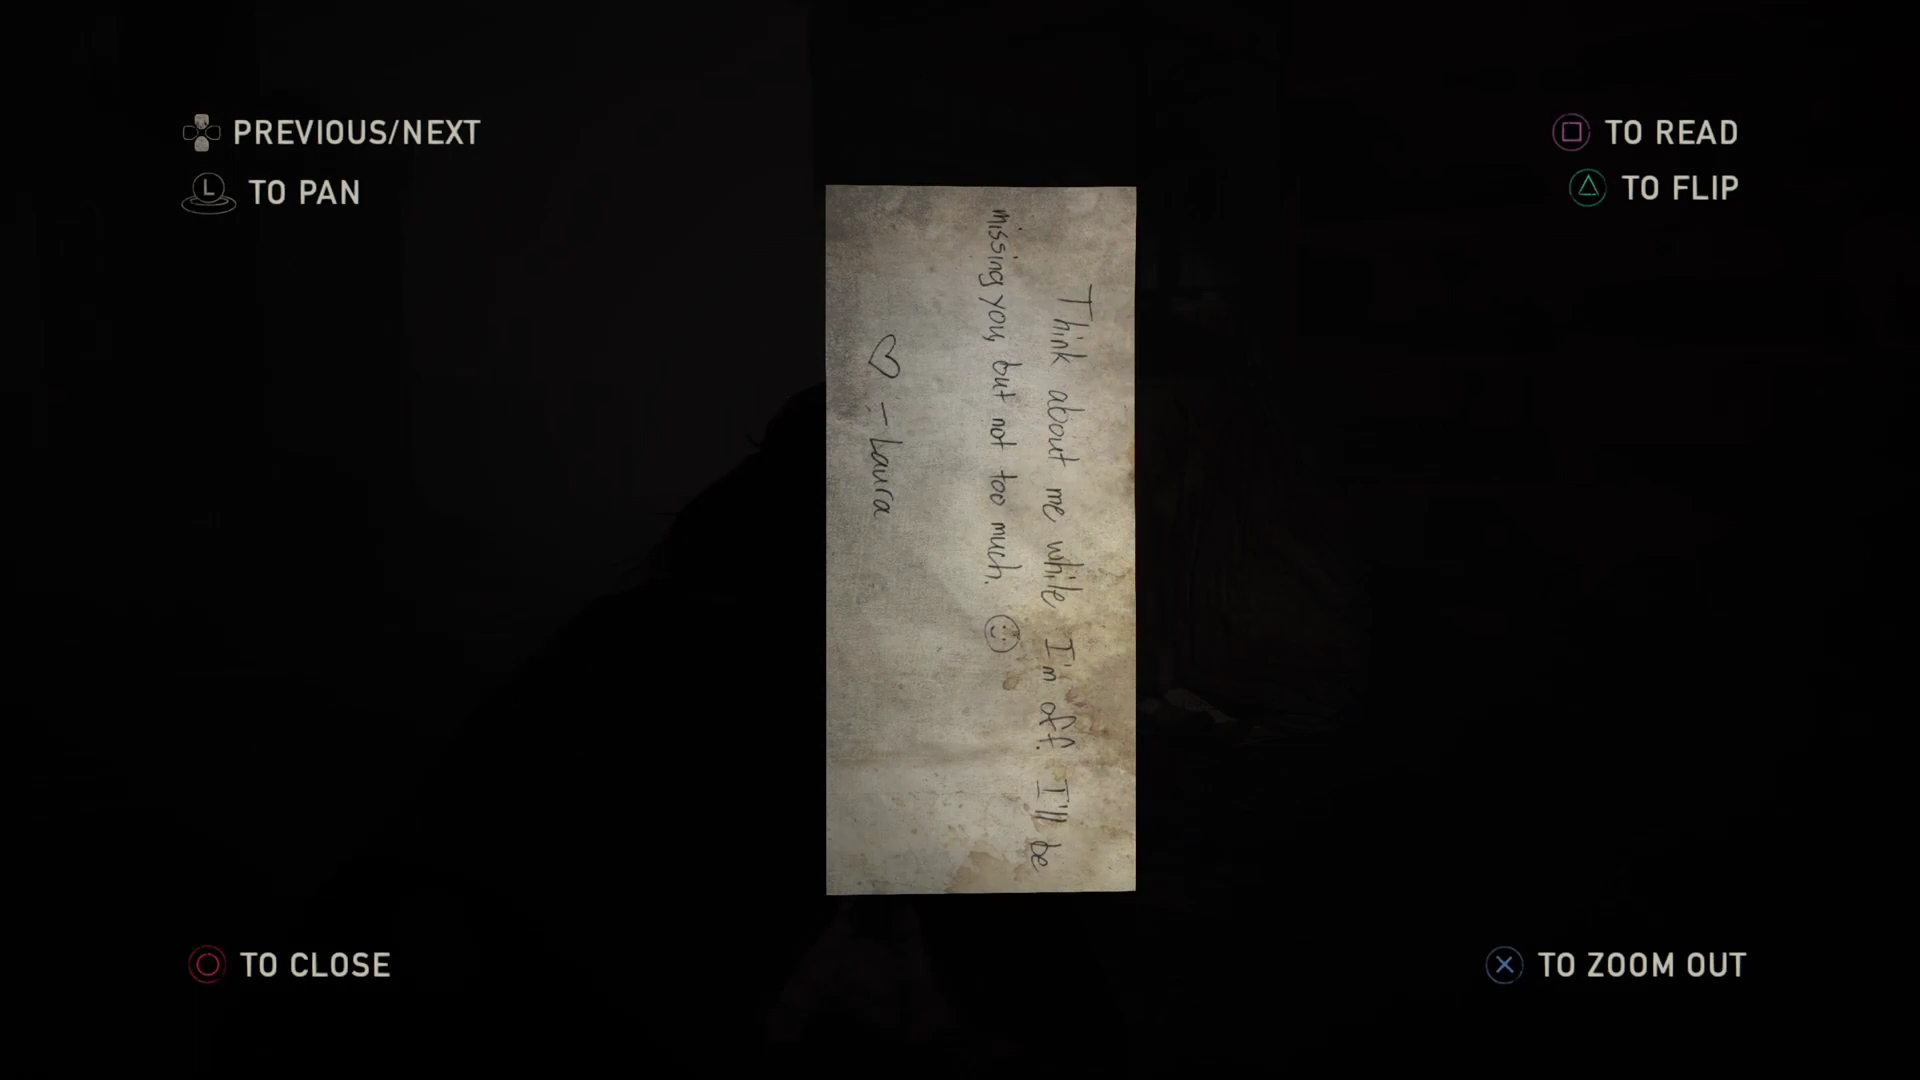 PREVIOUS/NEXT
L TO PAN
TO READ
TO FLIP
Think about me while I'm off. I'll be
missing you, but not too much.
- Laura
TO CLOSE
TO ZOOM OUT